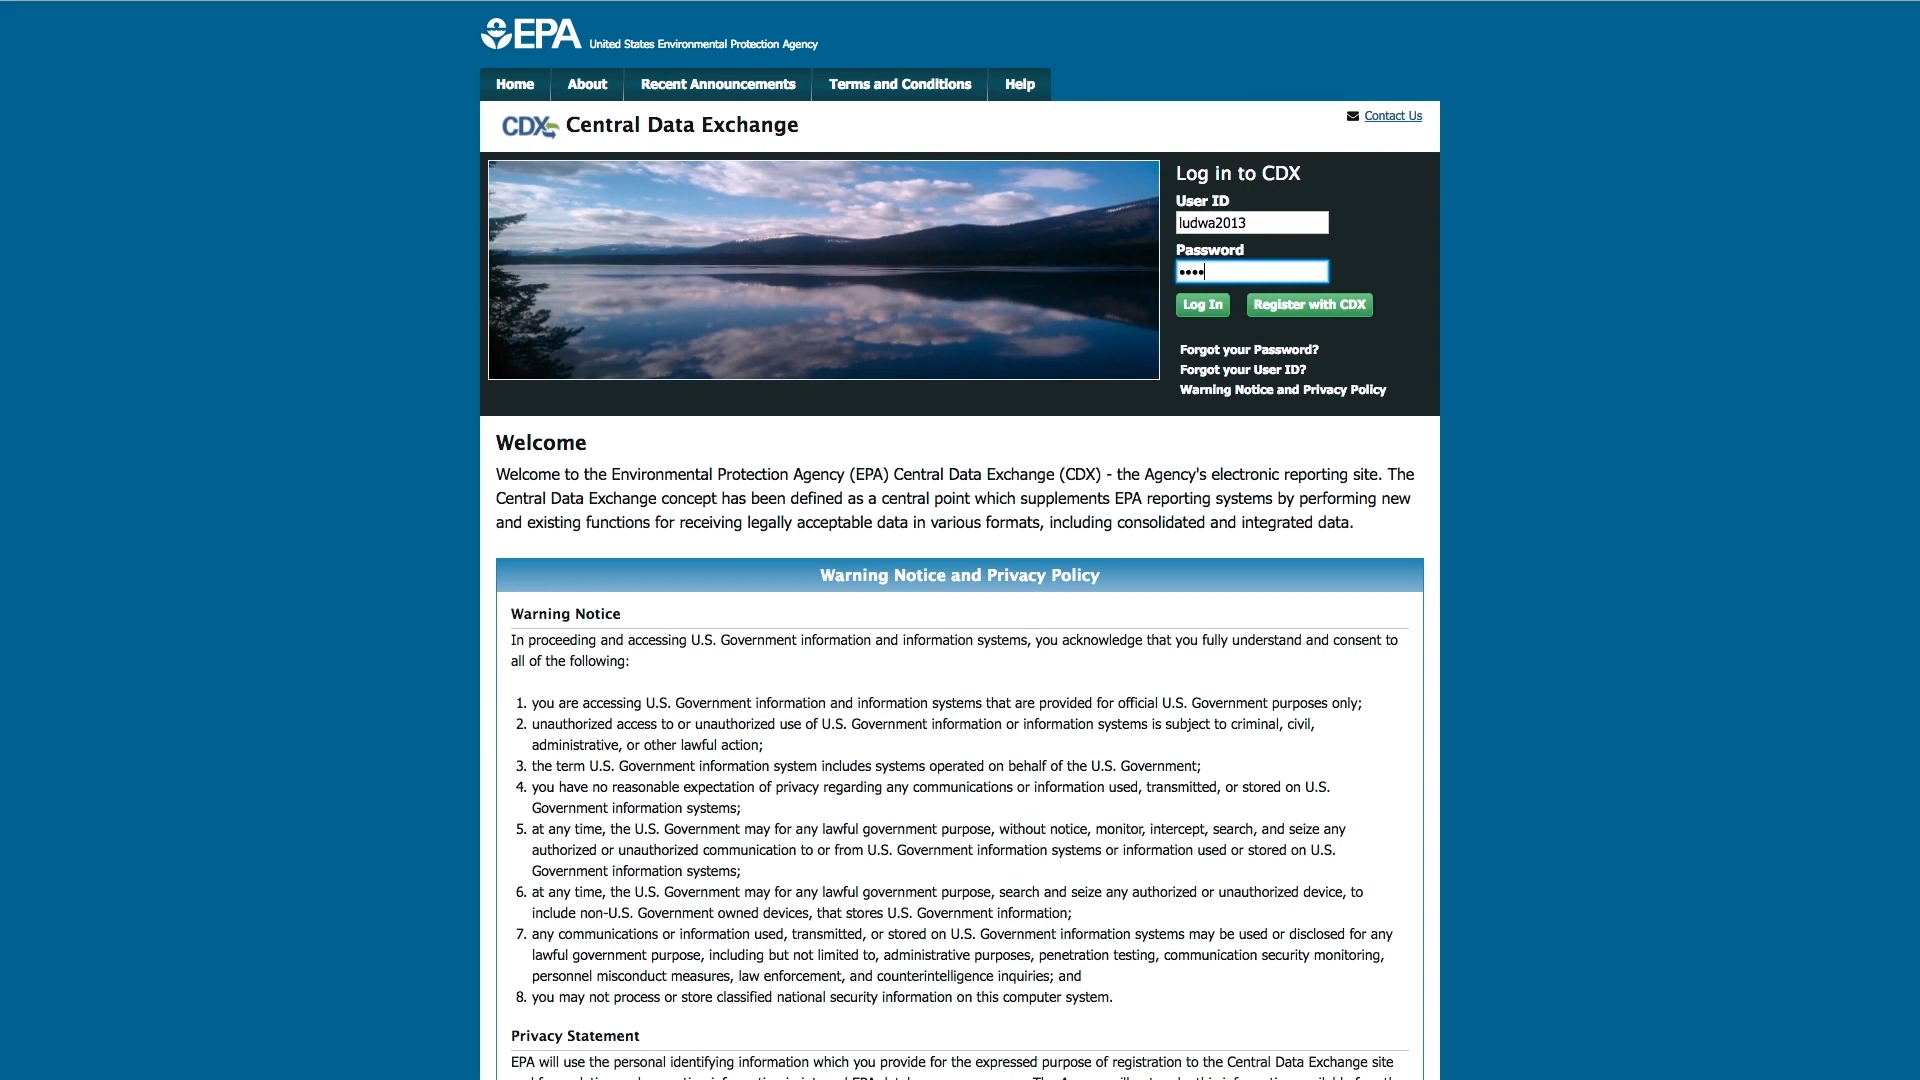 EPA United States Environmental Protection Agency
Home About Recent Announcements Terms and Conditions Help
CDX Central Data Exchange
Contact Us
Log in to CDX
User ID
ludwa2013
Password
••••
Log In Register with CDX
Forgot your Password?
Forgot your User ID?
Warning Notice and Privacy Policy
Welcome
Welcome to the Environmental Protection Agency (EPA) Central Data Exchange (CDX) - the Agency's electronic reporting site. The
Central Data Exchange concept has been defined as a central point which supplements EPA reporting systems by performing new
and existing functions for receiving legally acceptable data in various formats, including consolidated and integrated data.
Warning Notice and Privacy Policy
Warning Notice
In proceeding and accessing U.S. Government information and information systems, you acknowledge that you fully understand and consent to
all of the following:
1. you are accessing U.S. Government information and information systems that are provided for official U.S. Government purposes only;
2. unauthorized access to or unauthorized use of U.S. Government information or information systems is subject to criminal, civil,
administrative, or other lawful action;
3. the term U.S. Government information system includes systems operated on behalf of the U.S. Government;
4. you have no reasonable expectation of privacy regarding any communications or information used, transmitted, or stored on U.S.
Government information systems;
5. at any time, the U.S. Government may for any lawful government purpose, without notice, monitor, intercept, search, and seize any
authorized or unauthorized communication to or from U.S. Government information systems or information used or stored on U.S.
Government information systems;
6. at any time, the U.S. Government may for any lawful government purpose, search and seize any authorized or unauthorized device, to
include non-U.S. Government owned devices, that stores U.S. Government information;
7. any communications or information used, transmitted, or stored on U.S. Government information systems may be used or disclosed for any
lawful government purpose, including but not limited to, administrative purposes, penetration testing, communication security monitoring,
personnel misconduct measures, law enforcement, and counterintelligence inquiries; and
8. you may not process or store classified national security information on this computer system.
Privacy Statement
EPA will use the personal identifying information which you provide for the expressed purpose of registration to the Central Data Exchange site